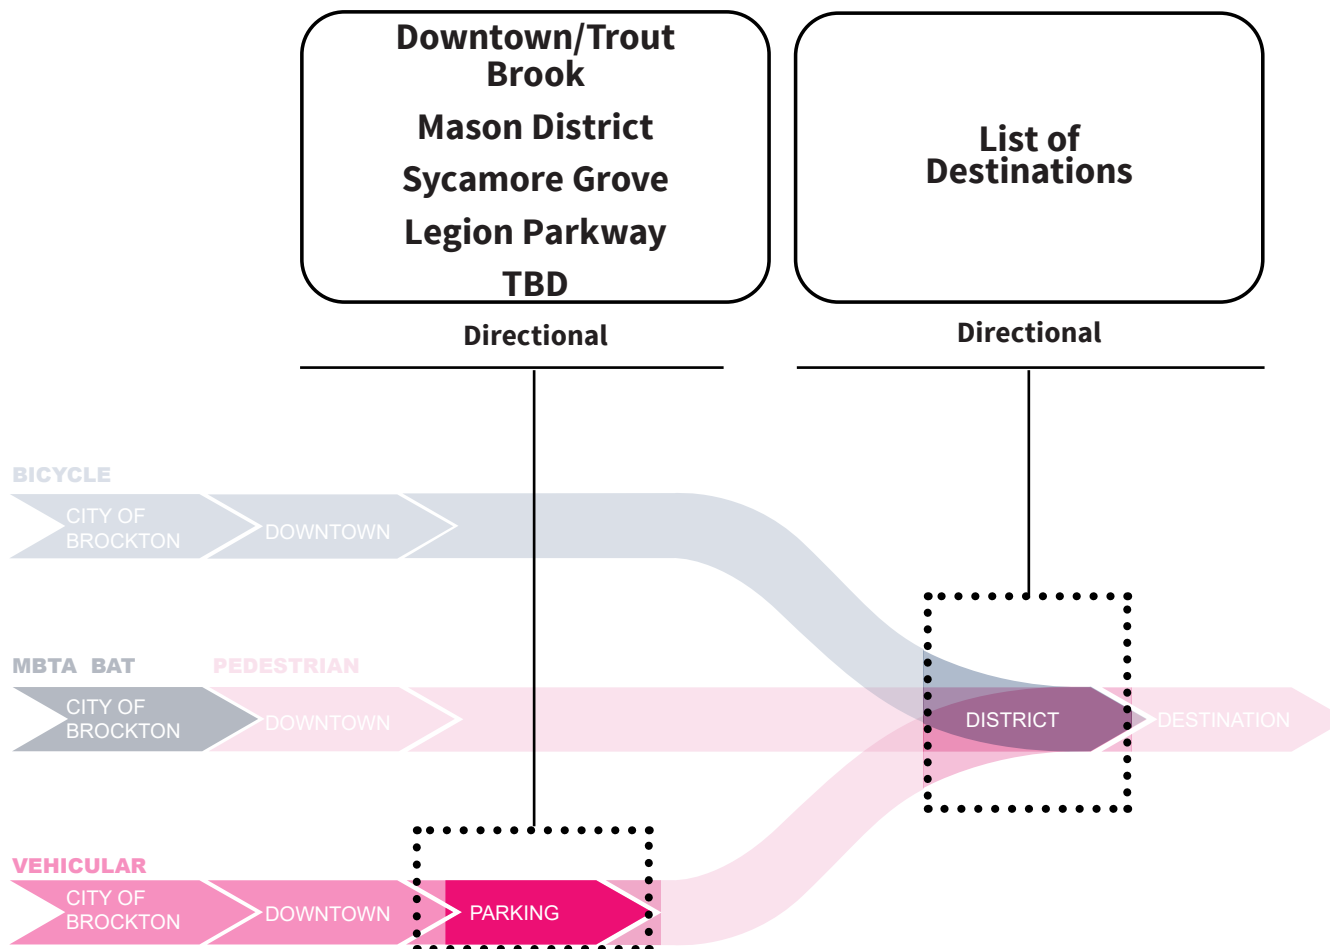 Downtown/Trout
Brook
Mason District
Sycamore Grove
Legion Parkway
TBD
Directional
List of
Destinations
Directional
BICYCLE
CITY OF
BROCKTON
DOWNTOWN
MBTA BAT
PEDESTRIAN
CITY OF
BROCKTON
DOWNTOWN
DISTRICT
DESTINATION
VEHICULAR
CITY OF
BROCKTON
DOWNTOWN
PARKING